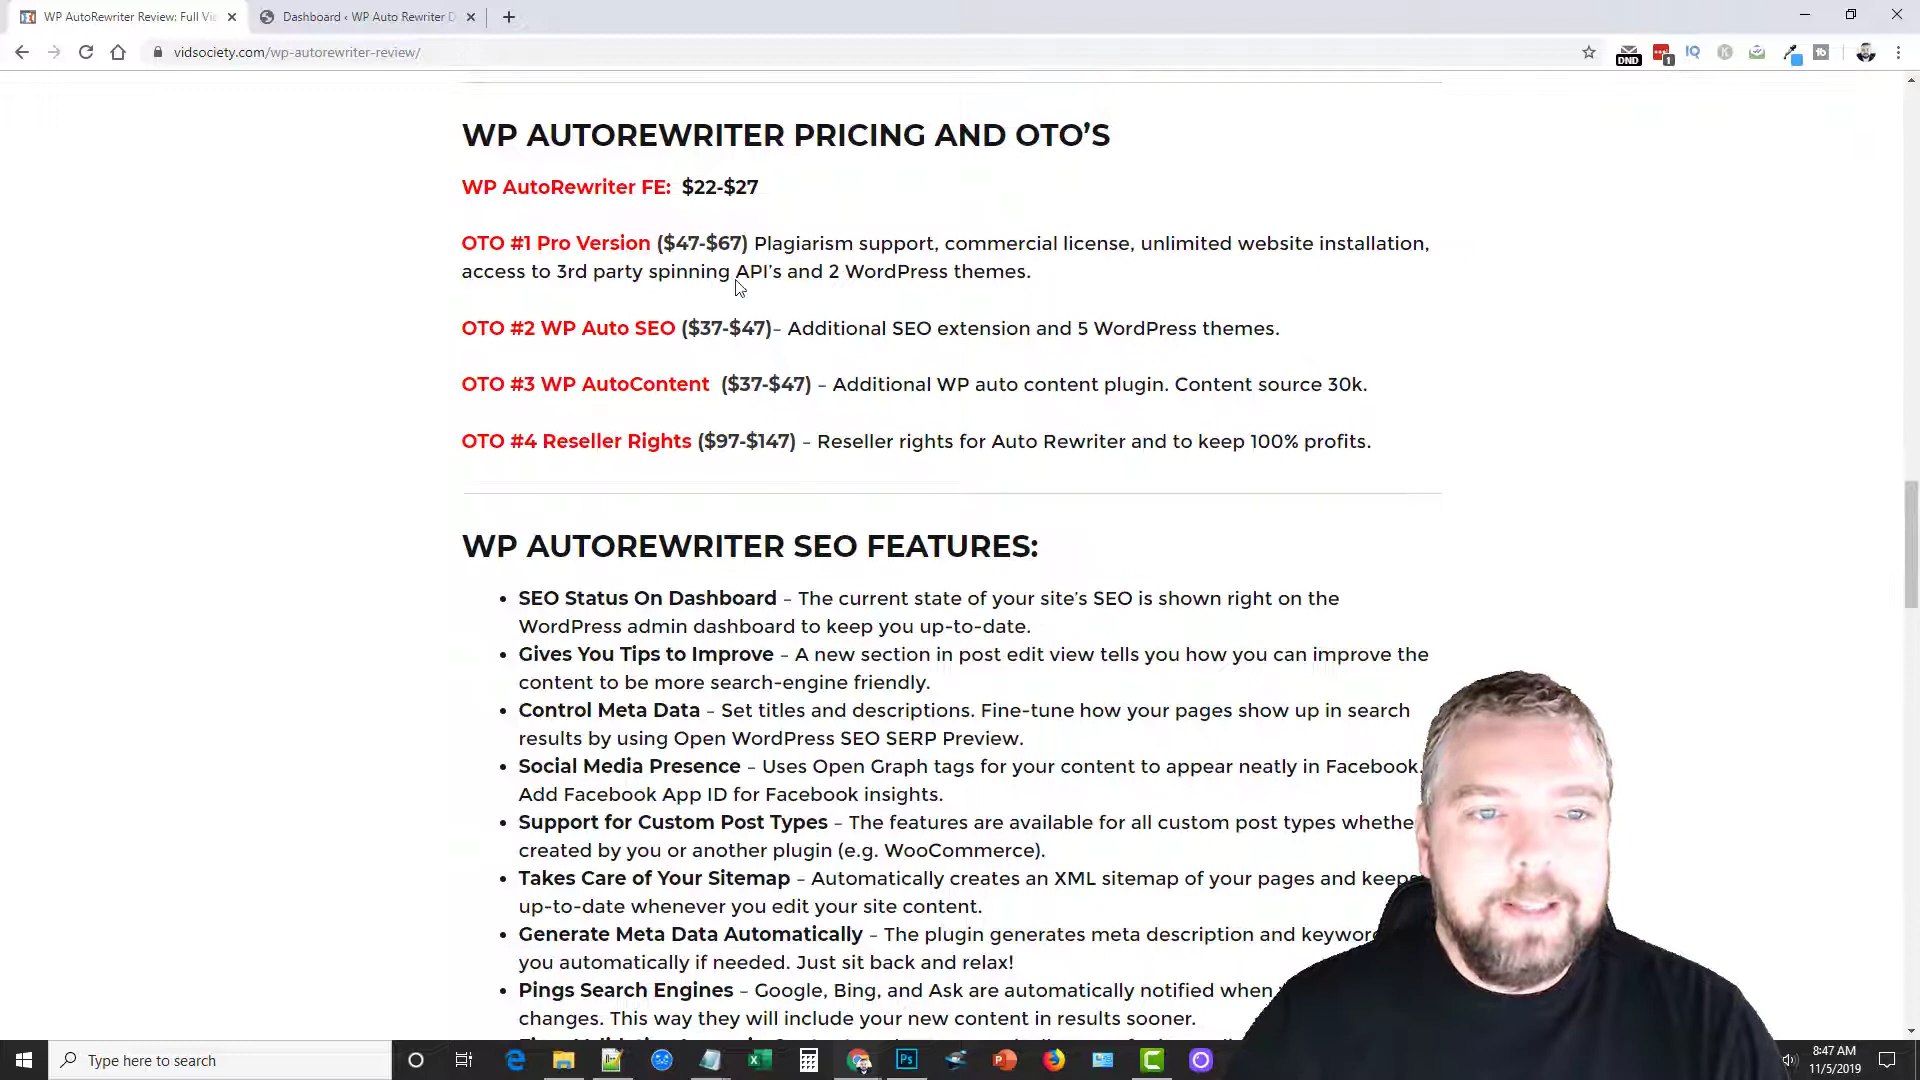 WP AutoRewriter Review: Full Vi
Dashboard ‹ WP Auto Rewriter D
vidsociety.com/wp-autorewriter-review/
DND
1
WP AUTOREWRITER PRICING AND OTO’S
WP AutoRewriter FE: $22-$27
OTO #1 Pro Version ($47-$67) Plagiarism support, commercial license, unlimited website installation,
access to 3rd party spinning API’s and 2 WordPress themes.
OTO #2 WP Auto SEO ($37-$47)– Additional SEO extension and 5 WordPress themes.
OTO #3 WP AutoContent ($37-$47) – Additional WP auto content plugin. Content source 30k.
OTO #4 Reseller Rights ($97-$147) – Reseller rights for Auto Rewriter and to keep 100% profits.
WP AUTOREWRITER SEO FEATURES:
• SEO Status On Dashboard – The current state of your site’s SEO is shown right on the
WordPress admin dashboard to keep you up-to-date.
• Gives You Tips to Improve – A new section in post edit view tells you how you can improve the
content to be more search-engine friendly.
• Control Meta Data – Set titles and descriptions. Fine-tune how your pages show up in search
results by using Open WordPress SEO SERP Preview.
• Social Media Presence – Uses Open Graph tags for your content to appear neatly in Facebook.
Add Facebook App ID for Facebook insights.
• Support for Custom Post Types – The features are available for all custom post types whethe
created by you or another plugin (e.g. WooCommerce).
• Takes Care of Your Sitemap – Automatically creates an XML sitemap of your pages and keeps
up-to-date whenever you edit your site content.
• Generate Meta Data Automatically – The plugin generates meta description and keywor
you automatically if needed. Just sit back and relax!
• Pings Search Engines – Google, Bing, and Ask are automatically notified when
changes. This way they will include your new content in results sooner.
Type here to search
8:47 AM
11/5/2019